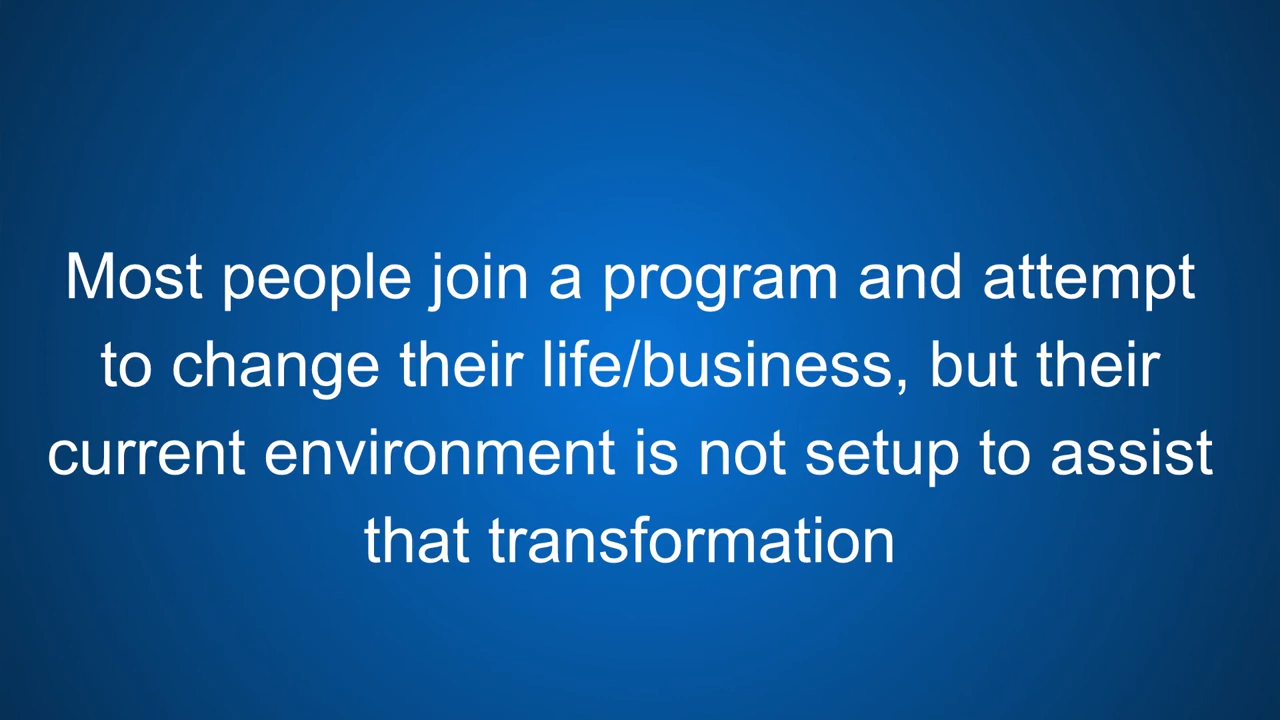 Most people join a program and attempt
to change their life/business, but their
current environment is not setup to assist
that transformation